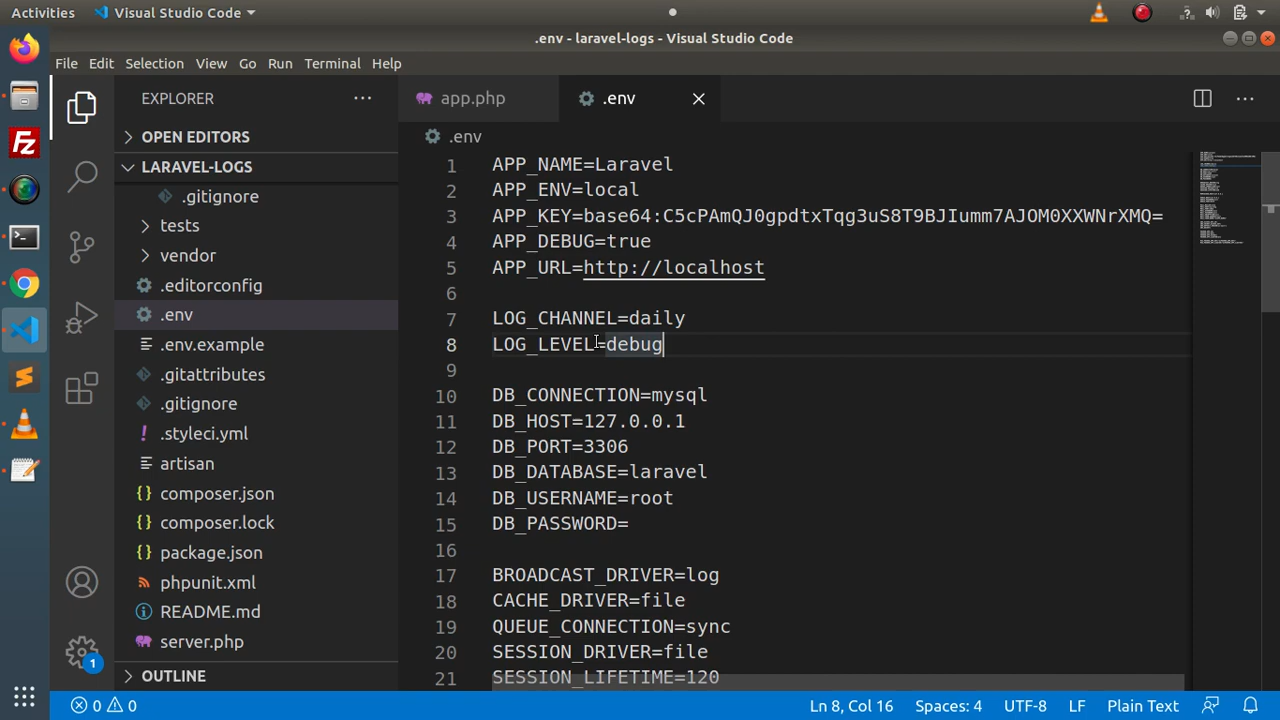 Activities
Visual Studio Code
.env - laravel-logs - Visual Studio Code
File Edit Selection View Go Run Terminal Help
EXPLORER
OPEN EDITORS
LARAVEL-LOGS
.gitignore
tests
vendor
.editorconfig
.env
.env.example
.gitattributes
.gitignore
.styleci.yml
artisan
composer.json
composer.lock
package.json
phpunit.xml
README.md
server.php
OUTLINE
1
app.php
.env
.env
1 APP_NAME=Laravel
2 APP_ENV=local
3 APP_KEY=base64:C5cPAmQJ0gpdtxTqg3uS8T9BJIumm7AJOM0XXWNrXMQ=
4 APP_DEBUG=true
5 APP_URL=http://localhost
6
7 LOG_CHANNEL=daily
8 LOG_LEVEL=debug
9
10 DB_CONNECTION=mysql
11 DB_HOST=127.0.0.1
12 DB_PORT=3306
13 DB_DATABASE=laravel
14 DB_USERNAME=root
15 DB_PASSWORD=
16
17 BROADCAST_DRIVER=log
18 CACHE_DRIVER=file
19 QUEUE_CONNECTION=sync
20 SESSION_DRIVER=file
21 SESSION_LIFETIME=120
0 0 Ln 8, Col 16 Spaces: 4 UTF-8 LF Plain Text